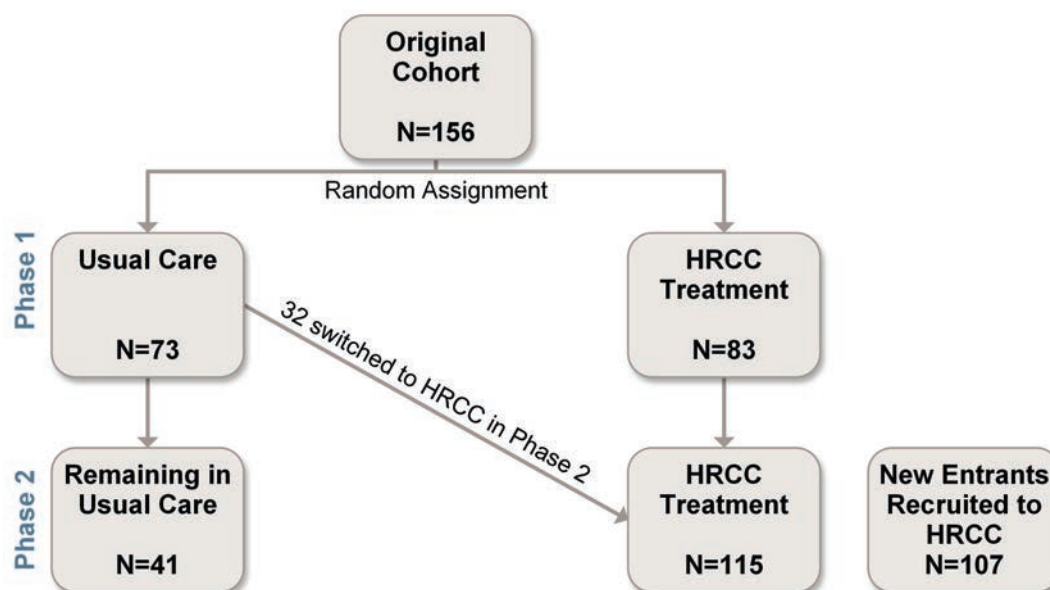 Original
Cohort
N=156
Random Assignment
Phase 1
Usual Care
N=73
HRCC
Treatment
N=83
32 switched to HRCC in Phase 2
Phase 2
Remaining in
Usual Care
N=41
HRCC
Treatment
N=115
New Entrants
Recruited to
HRCC
N=107